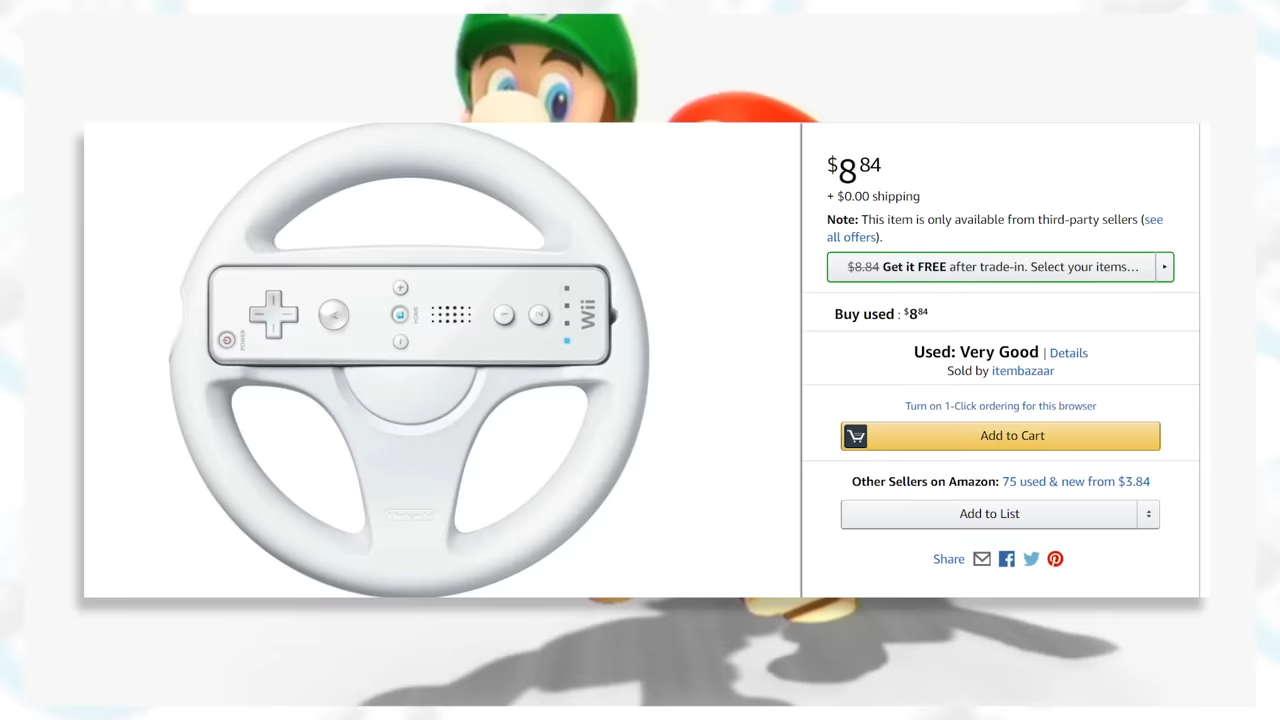 POWER
A
+
HOME
−
1
2
Wii
Nintendo
$8 84
+ $0.00 shipping
Note: This item is only available from third-party sellers (see
all offers).
$8.84 Get it FREE after trade-in. Select your items...
Buy used : $8 84
Used: Very Good | Details
Sold by itembazaar
Turn on 1-Click ordering for this browser
Add to Cart
Other Sellers on Amazon: 75 used & new from $3.84
Add to List
Share